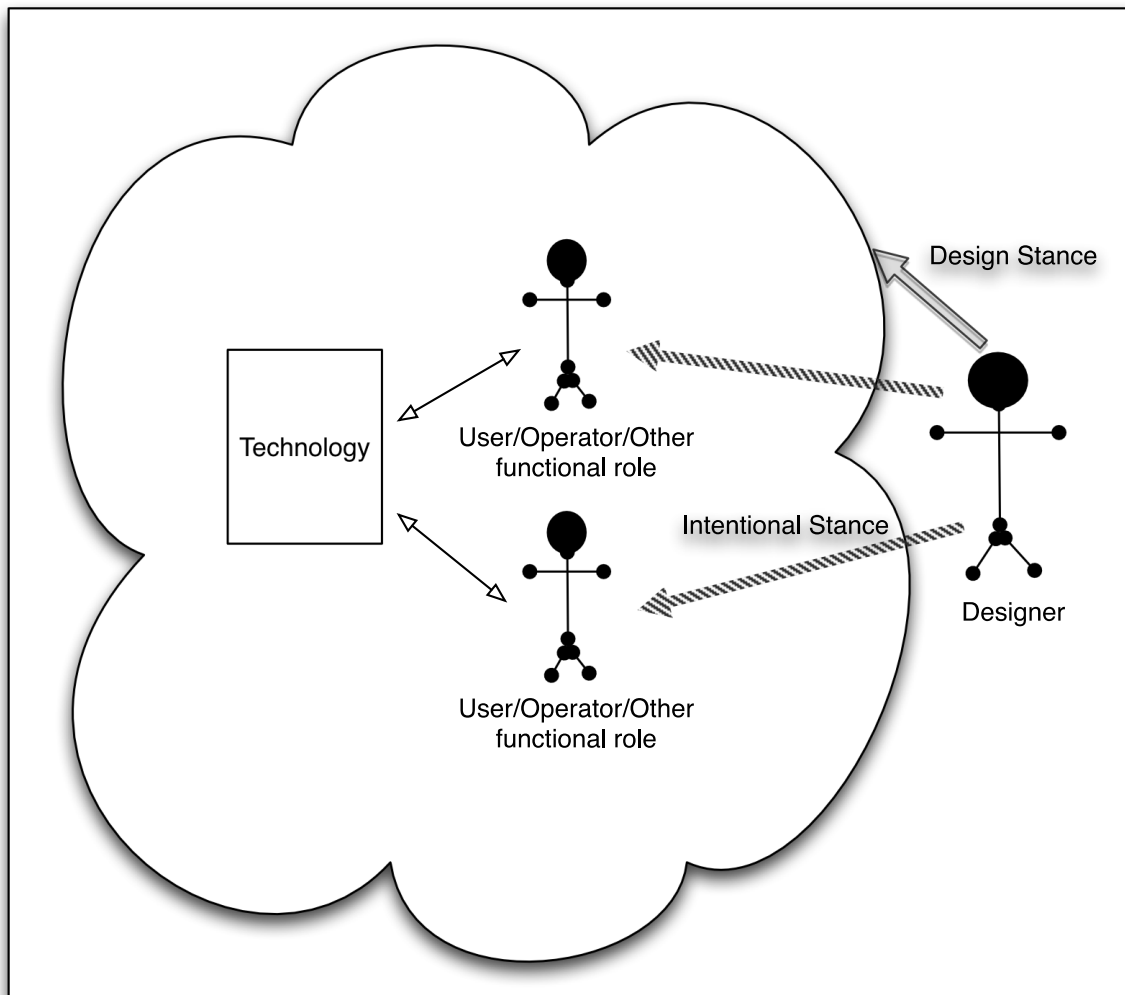 Design Stance
Technology
User/Operator/Other
functional role
Intentional Stance
Designer
User/Operator/Other
functional role